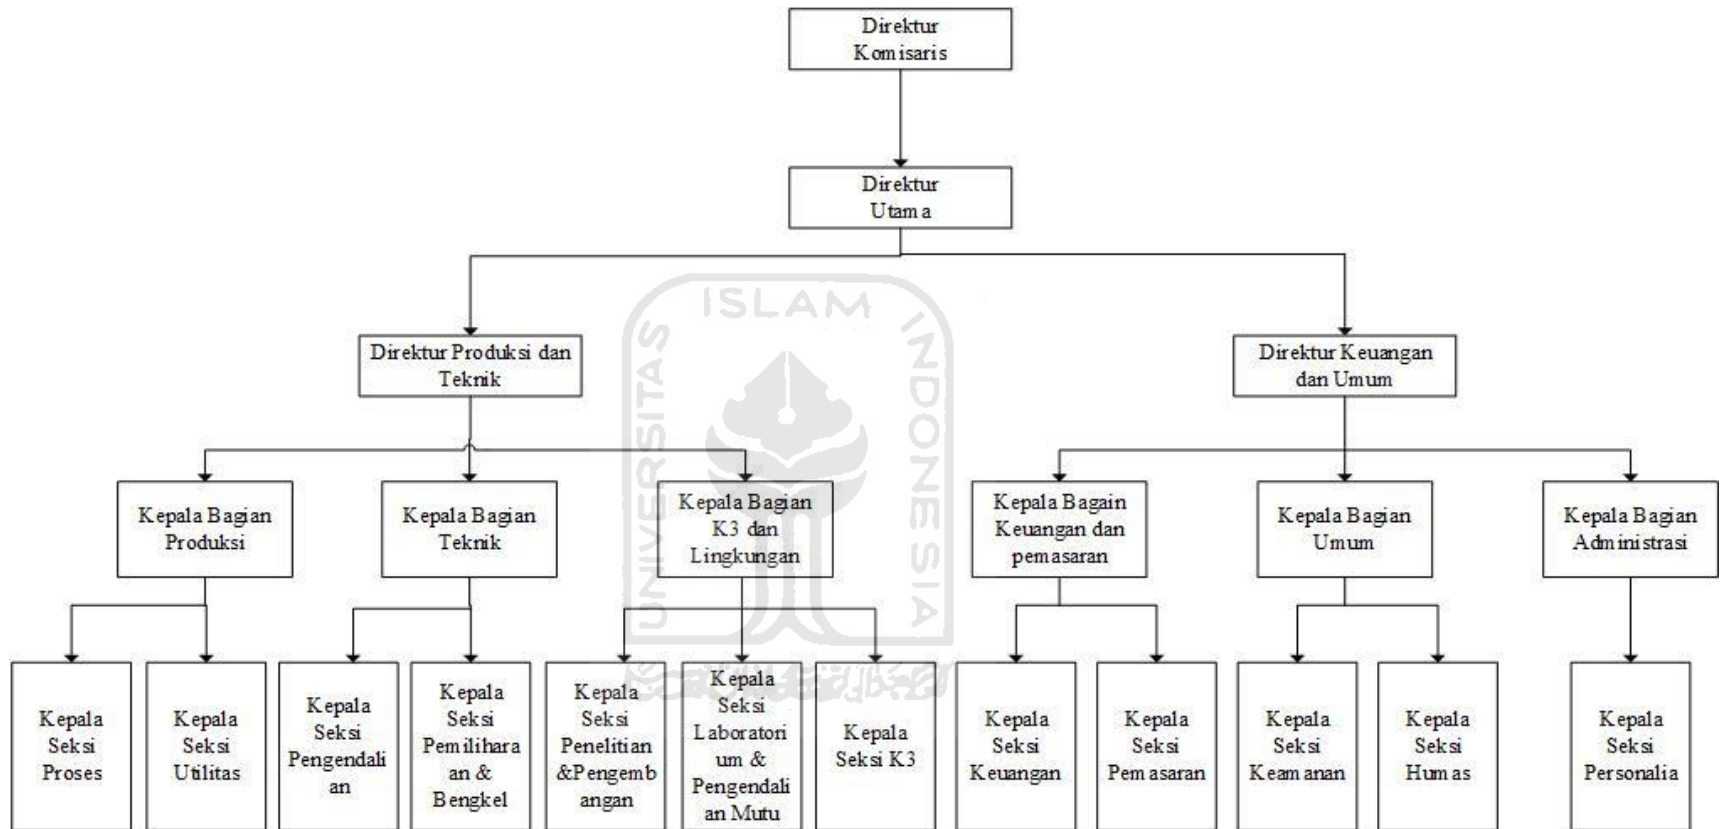 Direktur
Komisaris
Direktur
Utama
Direktur Produksi dan
Teknik
Direktur Keuangan
dan Umum
Kepala Bagian
Produksi
Kepala Bagian
Teknik
Kepala Bagian
K3 dan
Lingkungan
Kepala Bagain
Keuangan dan
pemasaran
Kepala Bagian
Umum
Kepala Bagian
Administrasi
Kepala
Seksi
Proses
Kepala
Seksi
Utilitas
Kepala
Seksi
Pengendali
an
Kepala
Seksi
Pemilihara
an &
Bengkel
Kepala
Seksi
Penelitian
&Pengemb
angan
Kepala
Seksi
Laboratori
um &
Pengendali
an Mutu
Kepala
Seksi K3
Kepala
Seksi
Keuangan
Kepala
Seksi
Pemasaran
Kepala
Seksi
Keamanan
Kepala
Seksi
Humas
Kepala
Seksi
Personalia
UNIVERSITAS
ISLAM
INDONESIA